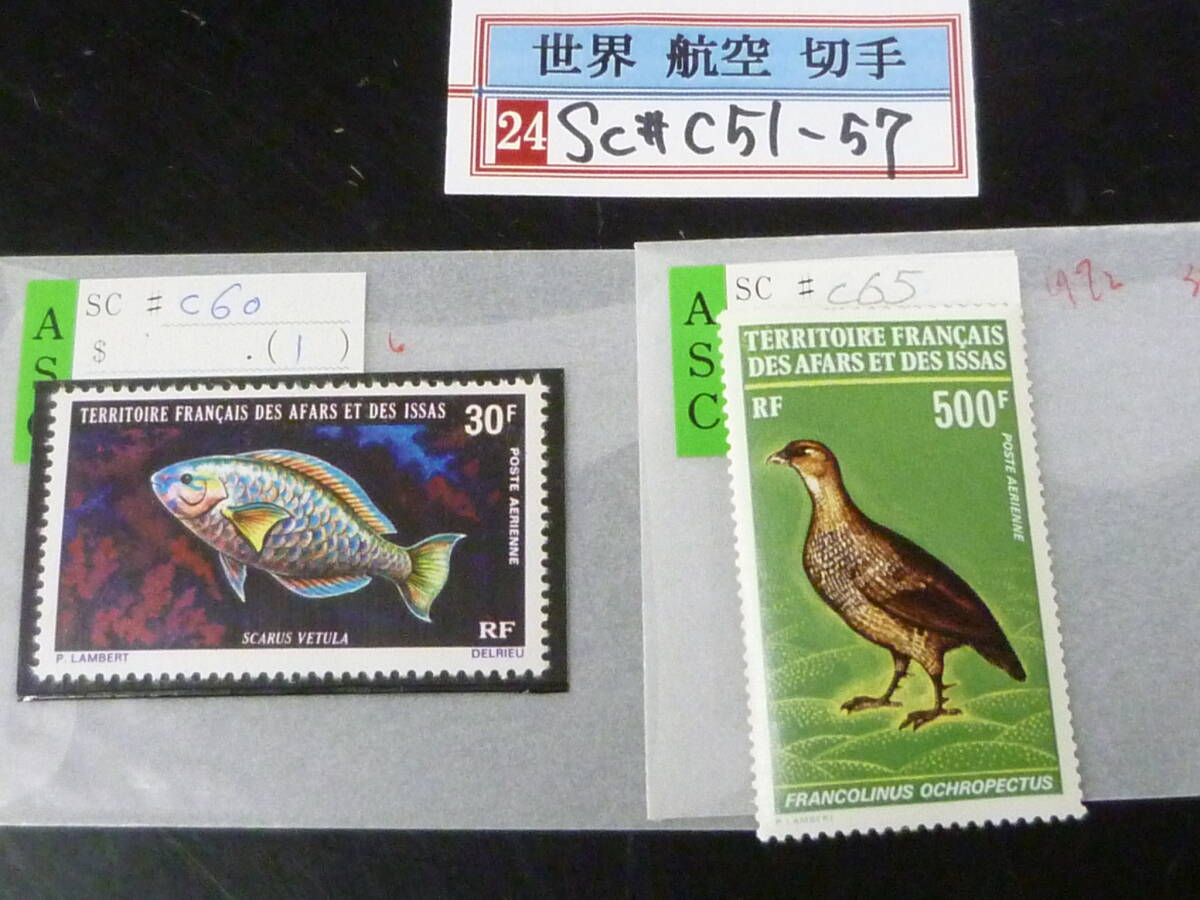 世界 航空 切手
24 Sc#C51-57
A S C
SC # C60
$ .(1)
6
TERRITOIRE FRANÇAIS DES AFARS ET DES ISSAS
30F
POSTE AERIENNE
SCARUS VETULA
RF
P. LAMBERT
DELRIEU
A S C
SC # C65
1972
TERRITOIRE FRANÇAIS
DES AFARS ET DES ISSAS
RF
500F
POSTE AERIENNE
FRANCOLINUS OCHROPECTUS
P. LAMBERT